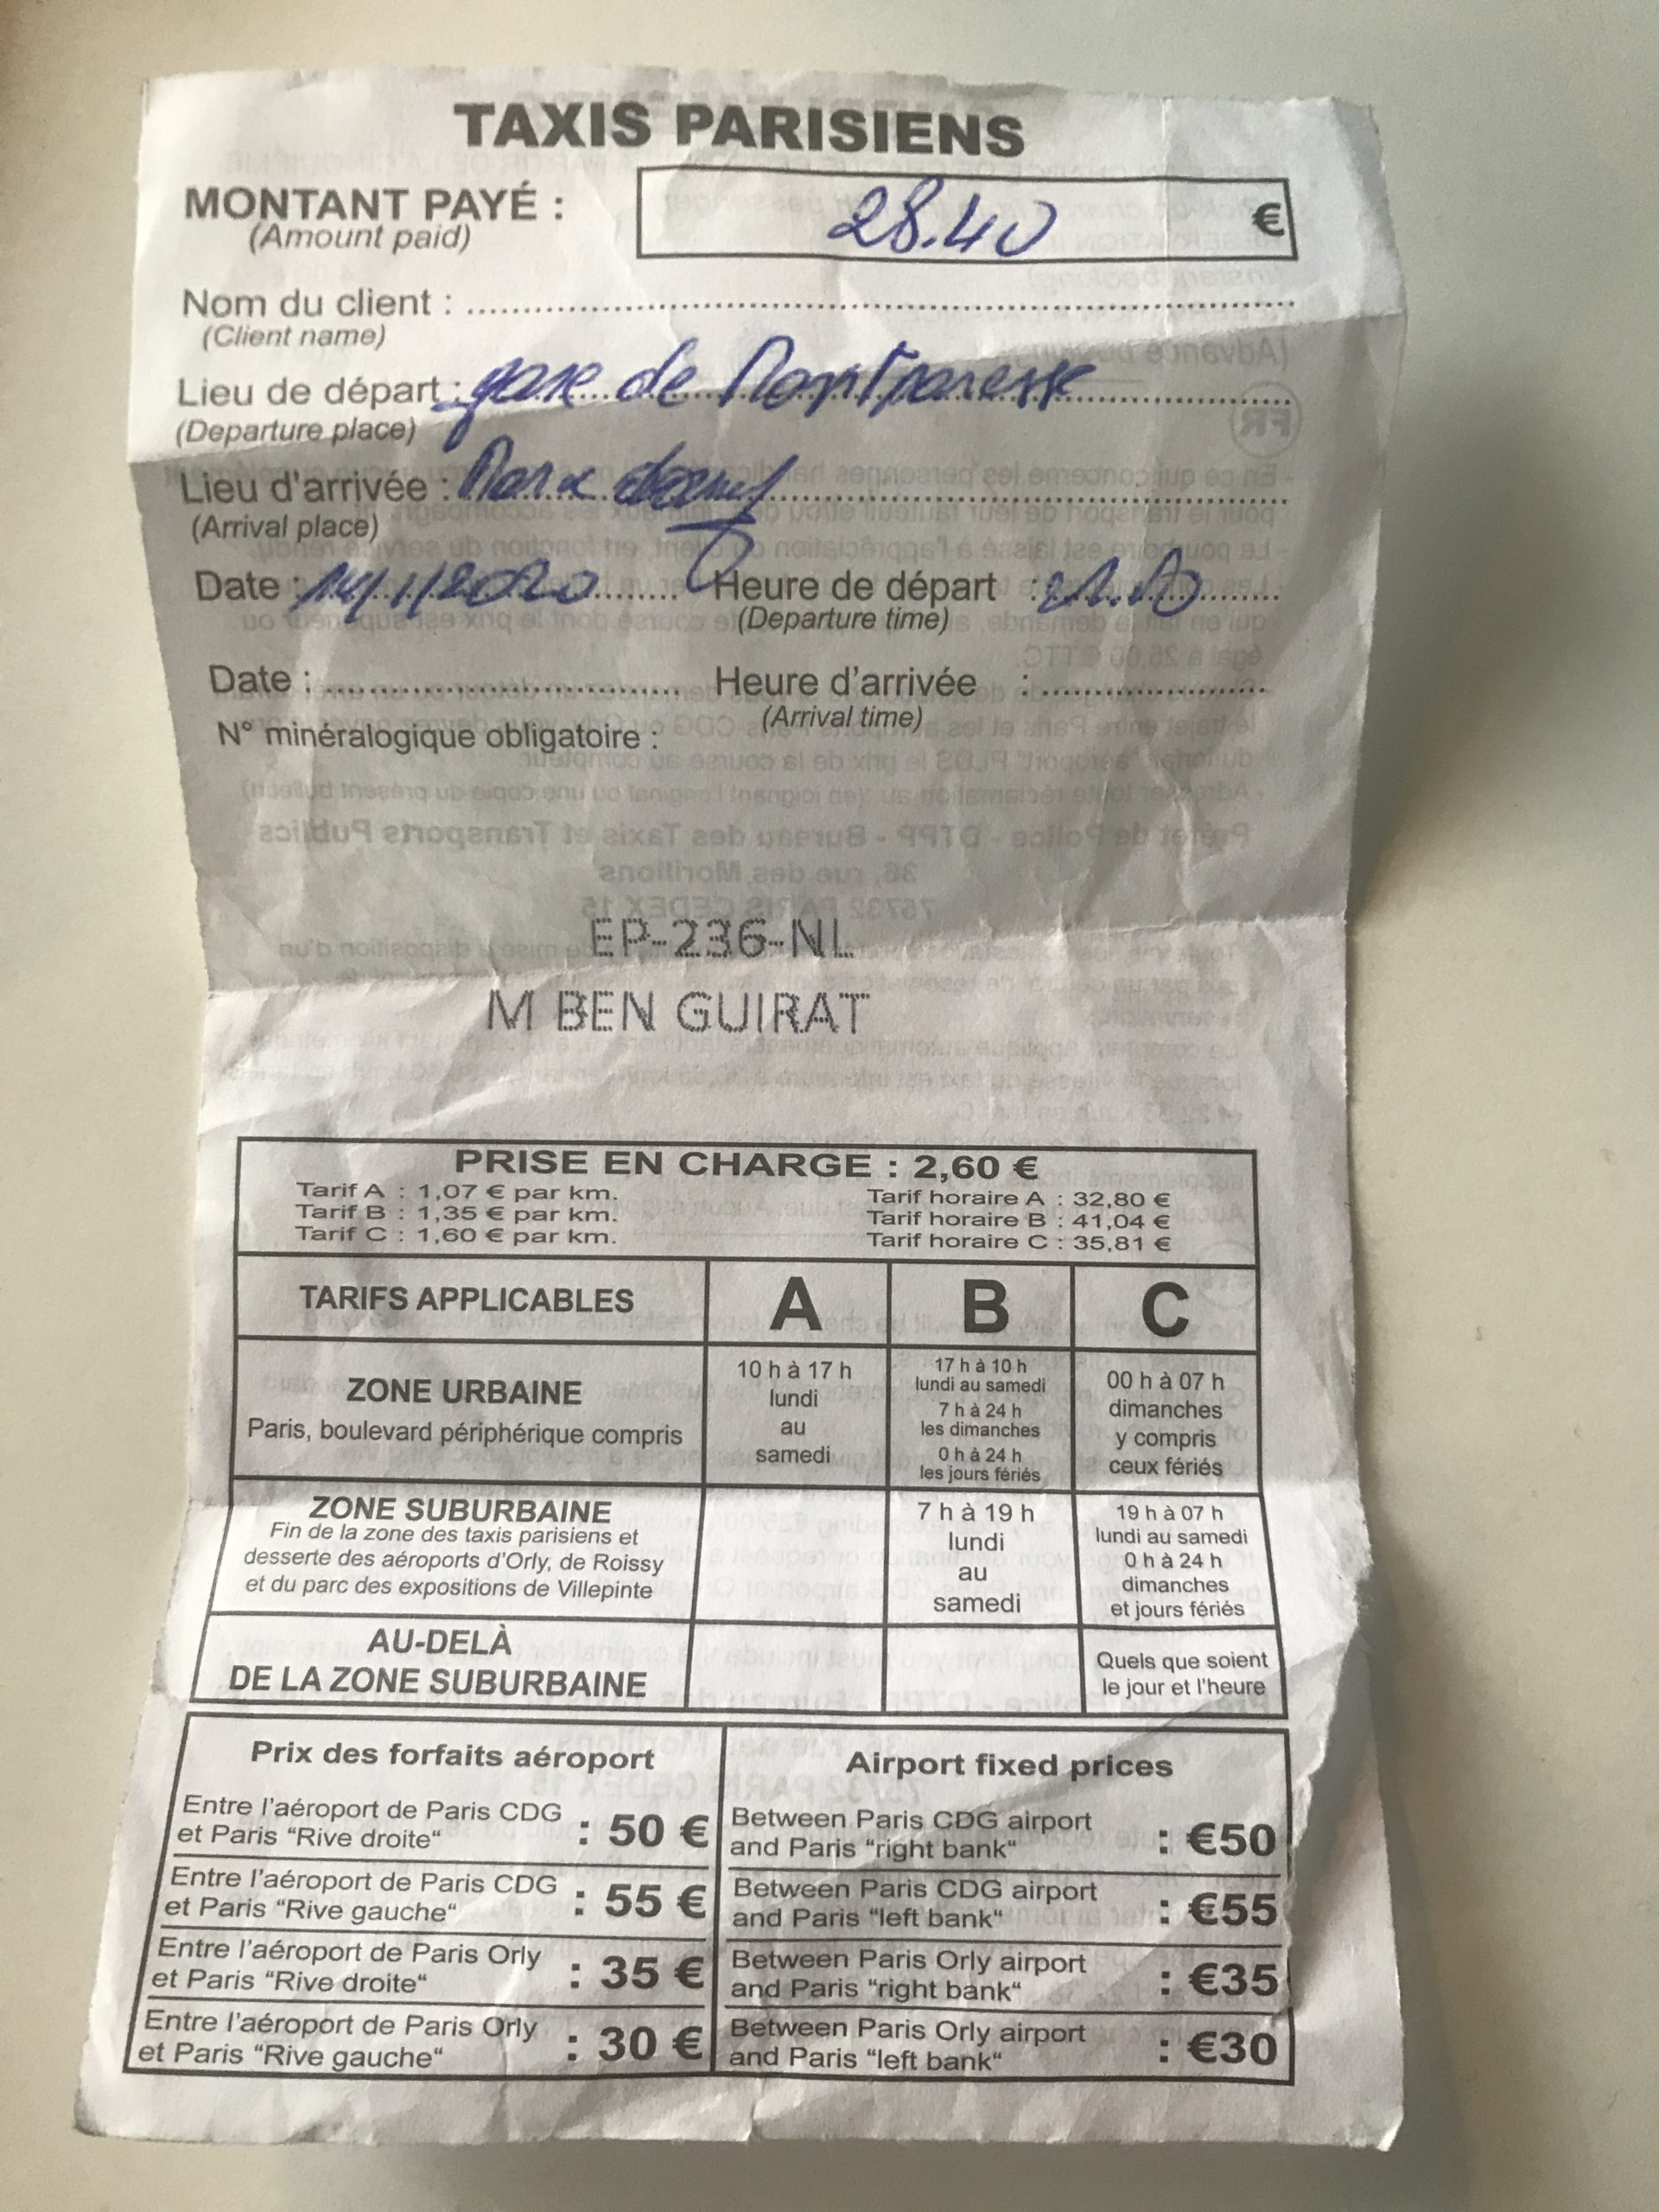 TAXIS PARISIENS
MONTANT PAYÉ : 28.40 €
(Amount paid)
Nom du client :
(Client name)
Lieu de départ : gare de
(Departure place)
Lieu d'arrivée :
(Arrival place)
Date : 14/1/2020 Heure de départ :
(Departure time)
Date : Heure d'arrivée :
(Arrival time)
N° minéralogique obligatoire :
EP-236-NL
M BEN GUIRAT
PRISE EN CHARGE : 2,60 €
Tarif A : 1,07 € par km. Tarif horaire A : 32,80 €
Tarif B : 1,35 € par km. Tarif horaire B : 41,04 €
Tarif C : 1,60 € par km. Tarif horaire C : 35,81 €
TARIFS APPLICABLES A B C
ZONE URBAINE
Paris, boulevard périphérique compris
10 h à 17 h
lundi
au
samedi
17 h à 10 h
lundi au samedi
7 h à 24 h
les dimanches
0 h à 24 h
les jours fériés
00 h à 07 h
dimanches
y compris
ceux fériés
ZONE SUBURBAINE
Fin de la zone des taxis parisiens et
desserte des aéroports d'Orly, de Roissy
et du parc des expositions de Villepinte
7 h à 19 h
lundi
au
samedi
19 h à 07 h
lundi au samedi
0 h à 24 h
dimanches
et jours fériés
AU-DELÀ
DE LA ZONE SUBURBAINE
Quels que soient
le jour et l'heure
Prix des forfaits aéroport
Entre l'aéroport de Paris CDG
et Paris “Rive droite“ : 50 €
Entre l'aéroport de Paris CDG
et Paris “Rive gauche“ : 55 €
Entre l'aéroport de Paris Orly
et Paris “Rive droite“ : 35 €
Entre l'aéroport de Paris Orly
et Paris “Rive gauche“ : 30 €
Airport fixed prices
Between Paris CDG airport
and Paris “right bank“ : €50
Between Paris CDG airport
and Paris “left bank“ : €55
Between Paris Orly airport
and Paris “right bank“ : €35
Between Paris Orly airport
and Paris “left bank“ : €30